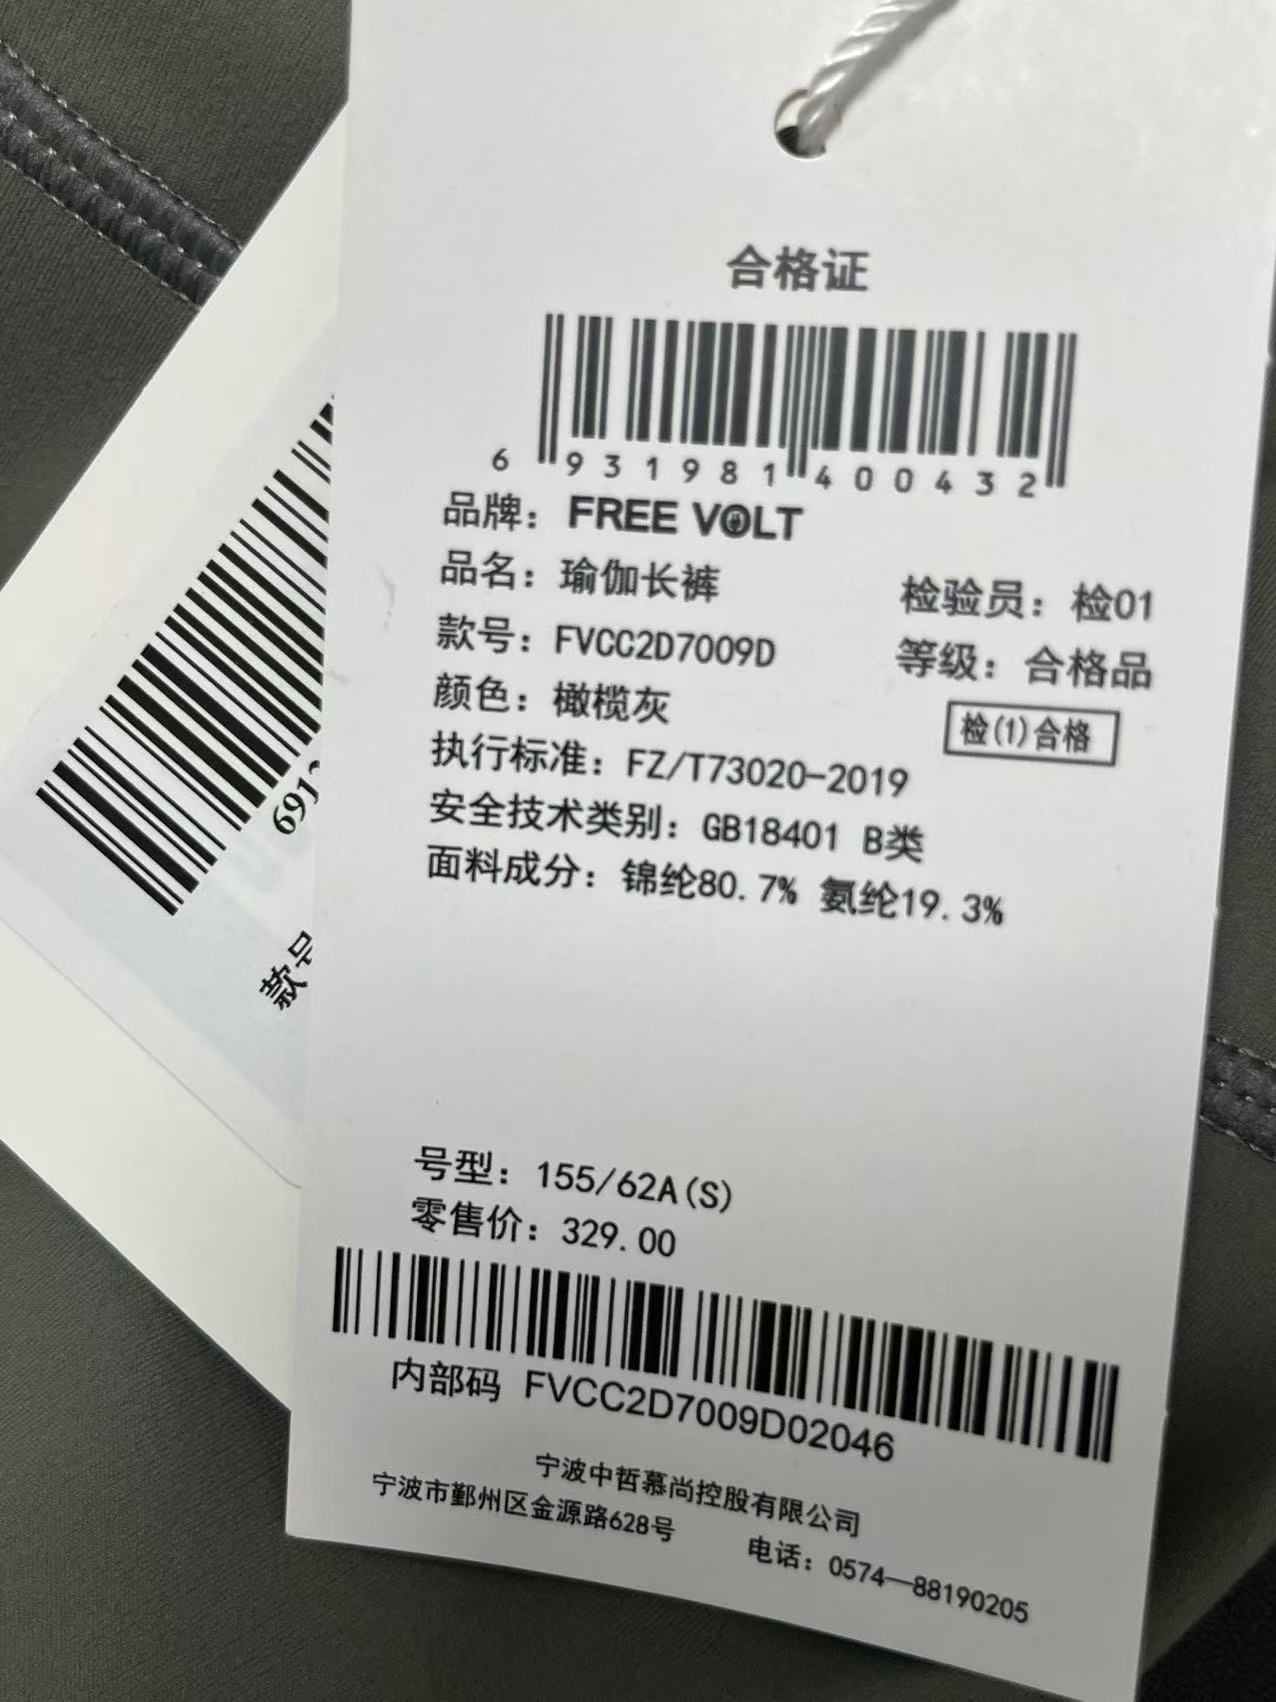 合格证
6 931981 400432
品牌：FREE VOLT
品名：瑜伽长裤
检验员：检01
款号：FVCC2D7009D
等级：合格品
颜色：橄榄灰
检(1)合格
执行标准：FZ/T73020-2019
安全技术类别：GB18401 B类
面料成分：锦纶80.7% 氨纶19.3%
号型：155/62A(S)
零售价：329.00
内部码 FVCC2D7009D02046
宁波中哲慕尚控股有限公司
宁波市鄞州区金源路628号 电话：0574—88190205
691
款号